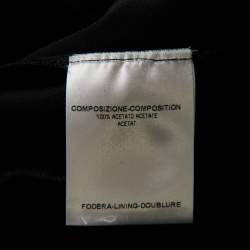 COMPOSIZIONE-COMPOSITION
100% ACETATO ACETATE
ACETAT
FODERA-LINING-DOUBLURE